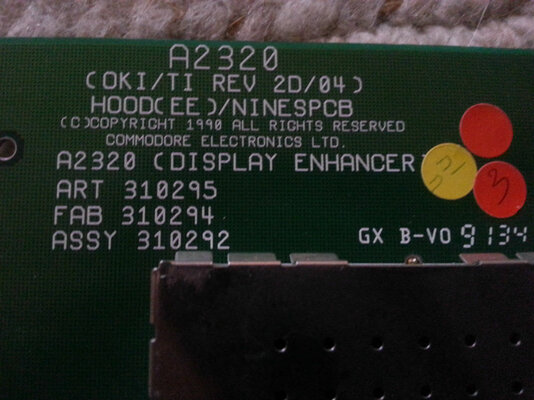 A2320
(OKI/TI REV 2D/04)
HOOD(EE)/NINESPCB
(C)COPYRIGHT 1990 ALL RIGHTS RESERVED
COMMODORE ELECTRONICS LTD.
A2320 (DISPLAY ENHANCER
ART 310295
FAB 310294
ASSY 310292
GX B-VO 9134
3